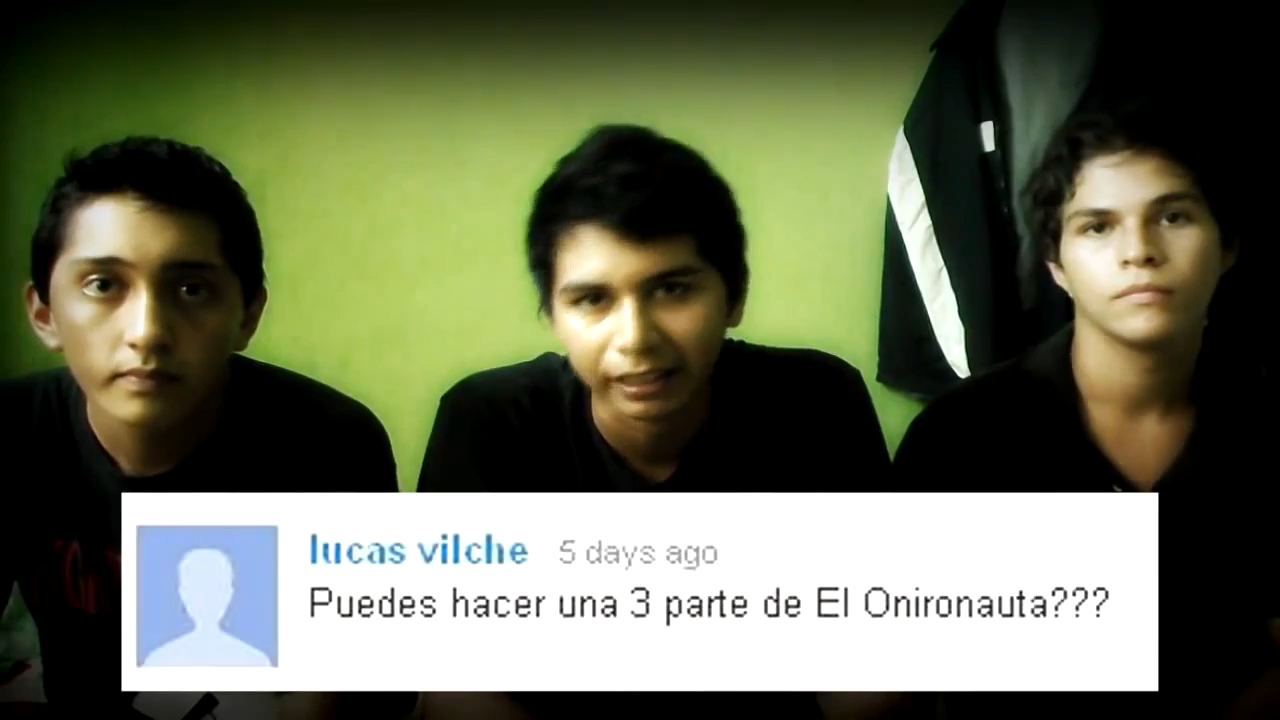 lucas vilche 5 days ago
Puedes hacer una 3 parte de El Onironauta???